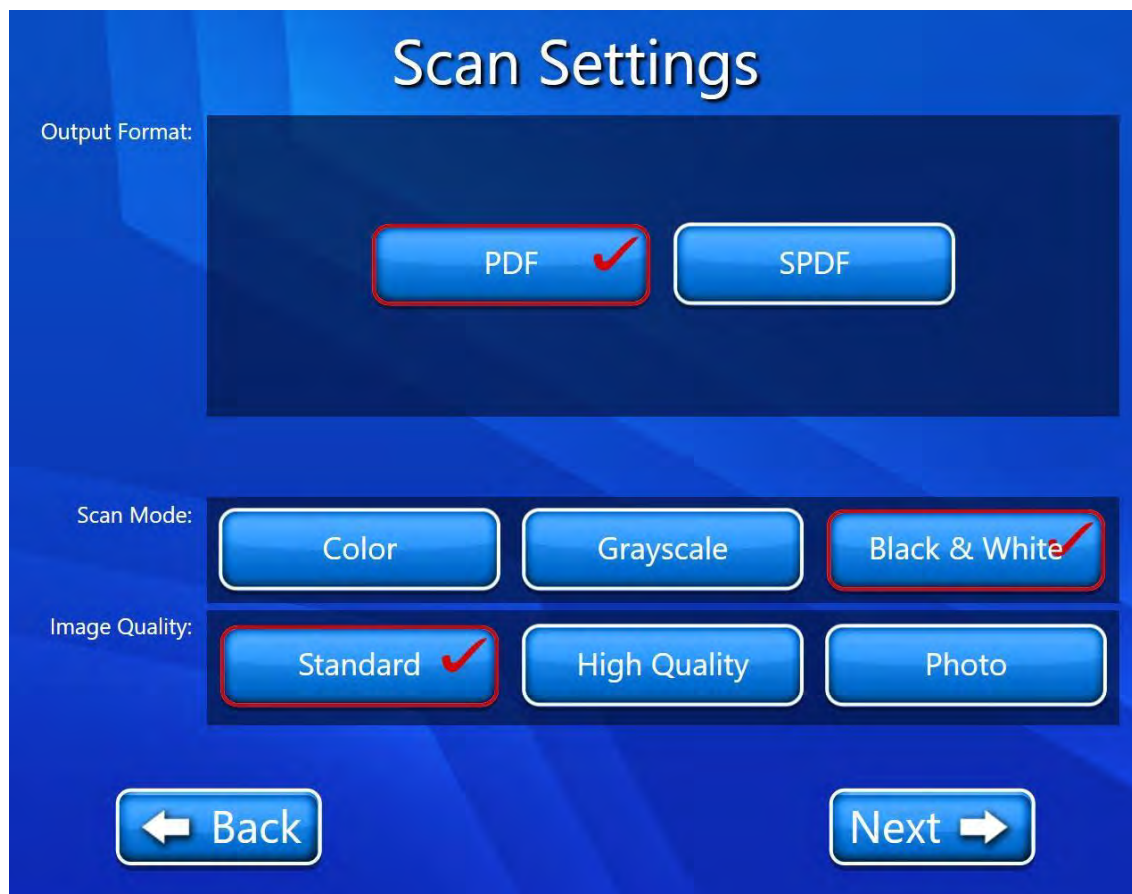 Scan Settings
Output Format:
PDF SPDF
Scan Mode:
Color Grayscale Black & White
Image Quality:
Standard High Quality Photo
Back Next